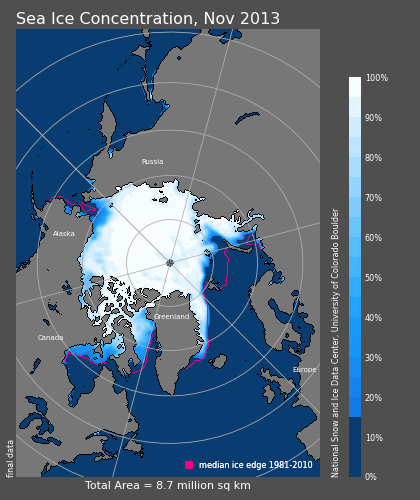 Sea Ice Concentration, Nov 2013
100%
90%
80%
70%
60%
50%
40%
30%
20%
10%
0%
Russia
Alaska
Greenland
Canada
Europe
National Snow and Ice Data Center, University of Colorado Boulder
final data
median ice edge 1981-2010
Total Area = 8.7 million sq km